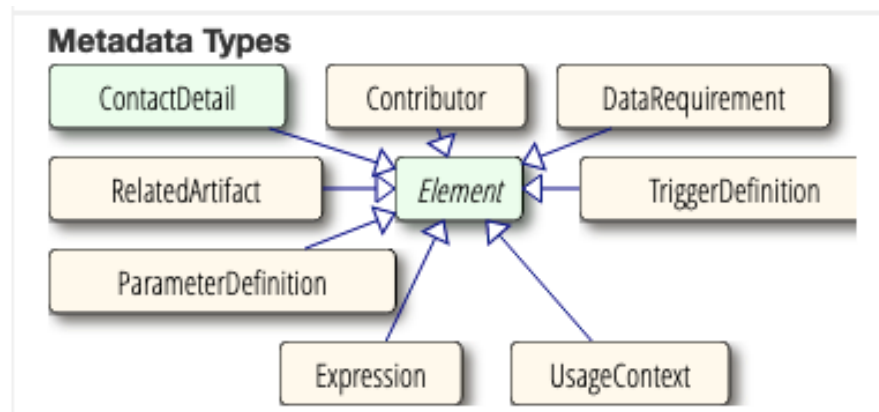 Metadata Types
ContactDetail
Contributor
DataRequirement
RelatedArtifact
Element
TriggerDefinition
ParameterDefinition
Expression
UsageContext